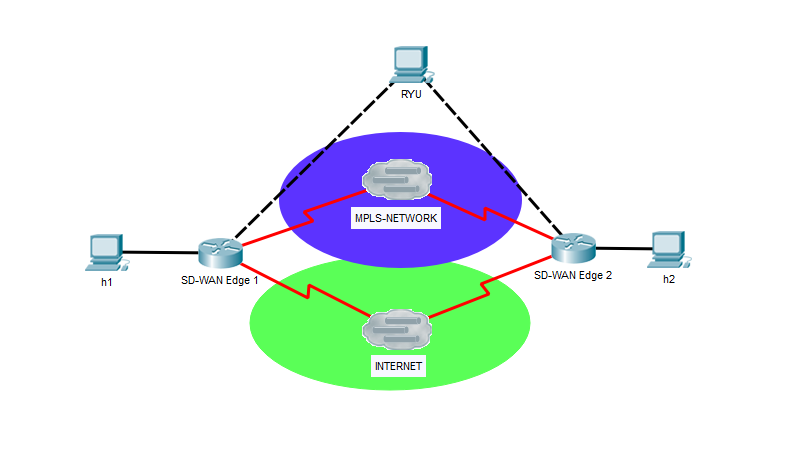 RYU
MPLS-NETWORK
h1
SD-WAN Edge 1
SD-WAN Edge 2
h2
INTERNET